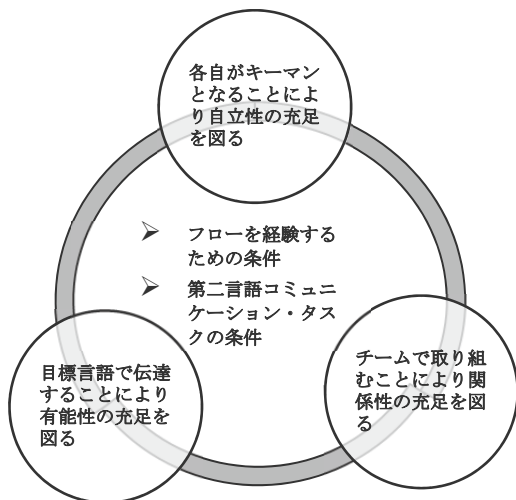 各自がキーマン
となることによ
り自立性の充足
を図る
➢ フローを経験する
ための条件
➢ 第二言語コミュニ
ケーション・タス
クの条件
目標言語で伝達
することにより
有能性の充足を
図る
チームで取り組
むことにより関
係性の充足を図
る